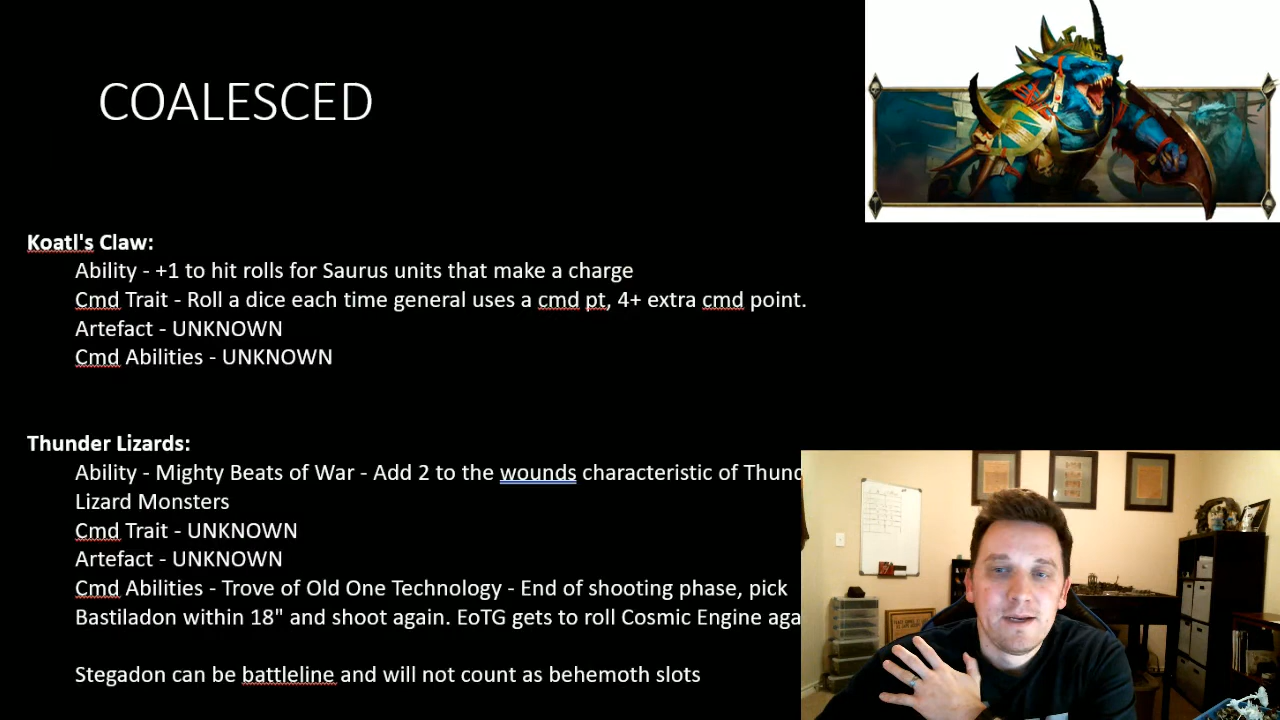 COALESCED
Koatl's Claw:
Ability - +1 to hit rolls for Saurus units that make a charge
Cmd Trait - Roll a dice each time general uses a cmd pt, 4+ extra cmd point.
Artefact - UNKNOWN
Cmd Abilities - UNKNOWN
Thunder Lizards:
Ability - Mighty Beats of War - Add 2 to the wounds characteristic of Thund
Lizard Monsters
Cmd Trait - UNKNOWN
Artefact - UNKNOWN
Cmd Abilities - Trove of Old One Technology - End of shooting phase, pick
Bastiladon within 18" and shoot again. EoTG gets to roll Cosmic Engine aga
Stegadon can be battleline and will not count as behemoth slots